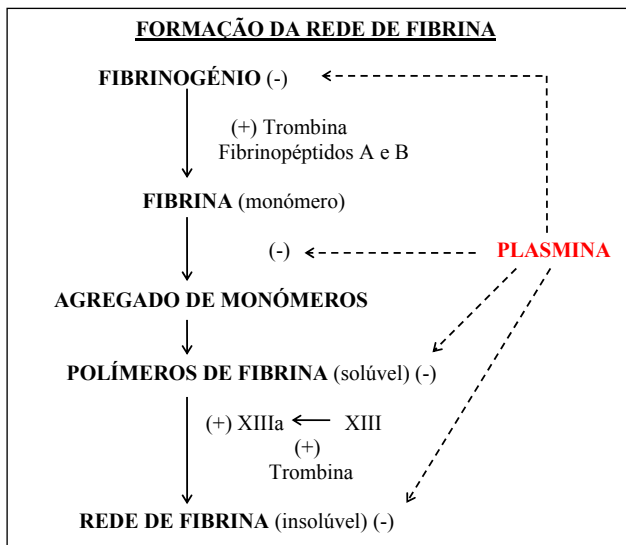 FORMAÇÃO DA REDE DE FIBRINA
FIBRINOGÉNIO (-)
(+) Trombina
Fibrinopéptidos A e B
FIBRINA (monómero)
(-)
PLASMINA
AGREGADO DE MONÓMEROS
POLÍMEROS DE FIBRINA (solúvel) (-)
(+) XIIIa XIII
(+)
Trombina
REDE DE FIBRINA (insolúvel) (-)